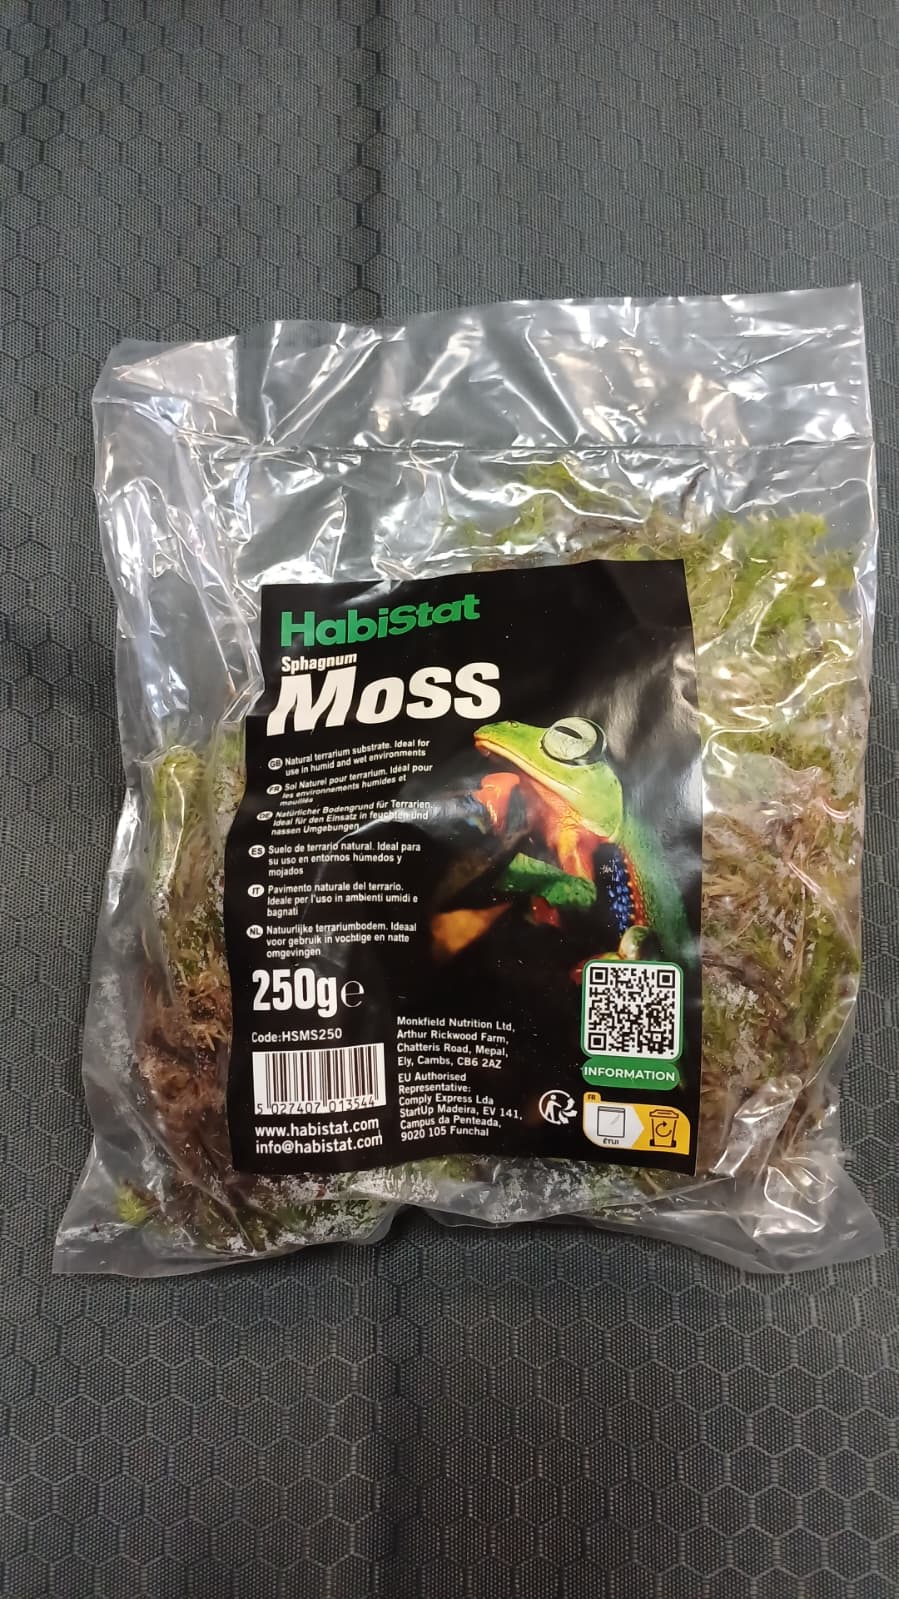 HabiStat
Sphagnum
Moss
GB Natural terrarium substrate. Ideal for
use in humid and wet environments
FR Sol Naturel pour terrarium. Idéal pour
les environnements humides et
mouillés
DE Natürlicher Bodengrund für Terrarien.
Ideal für den Einsatz in feuchten und
nassen Umgebungen
ES Suelo de terrario natural. Ideal para
su uso en entornos húmedos y
mojados
IT Pavimento naturale del terrario.
Ideale per l'uso in ambienti umidi e
bagnati
NL Natuurlijke terrariumbodem. Ideaal
voor gebruik in vochtige en natte
omgevingen
250g℮
Code:HSMS250
5 027407 013544
www.habistat.com
info@habistat.com
Monkfield Nutrition Ltd,
Arthur Rickwood Farm,
Chatteris Road, Mepal,
Ely, Cambs, CB6 2AZ
EU Authorised
Representative:
Comply Express Lda
StartUp Madeira, EV 141,
Campus da Penteada,
9020 105 Funchal
INFORMATION
FR
ÉTUI